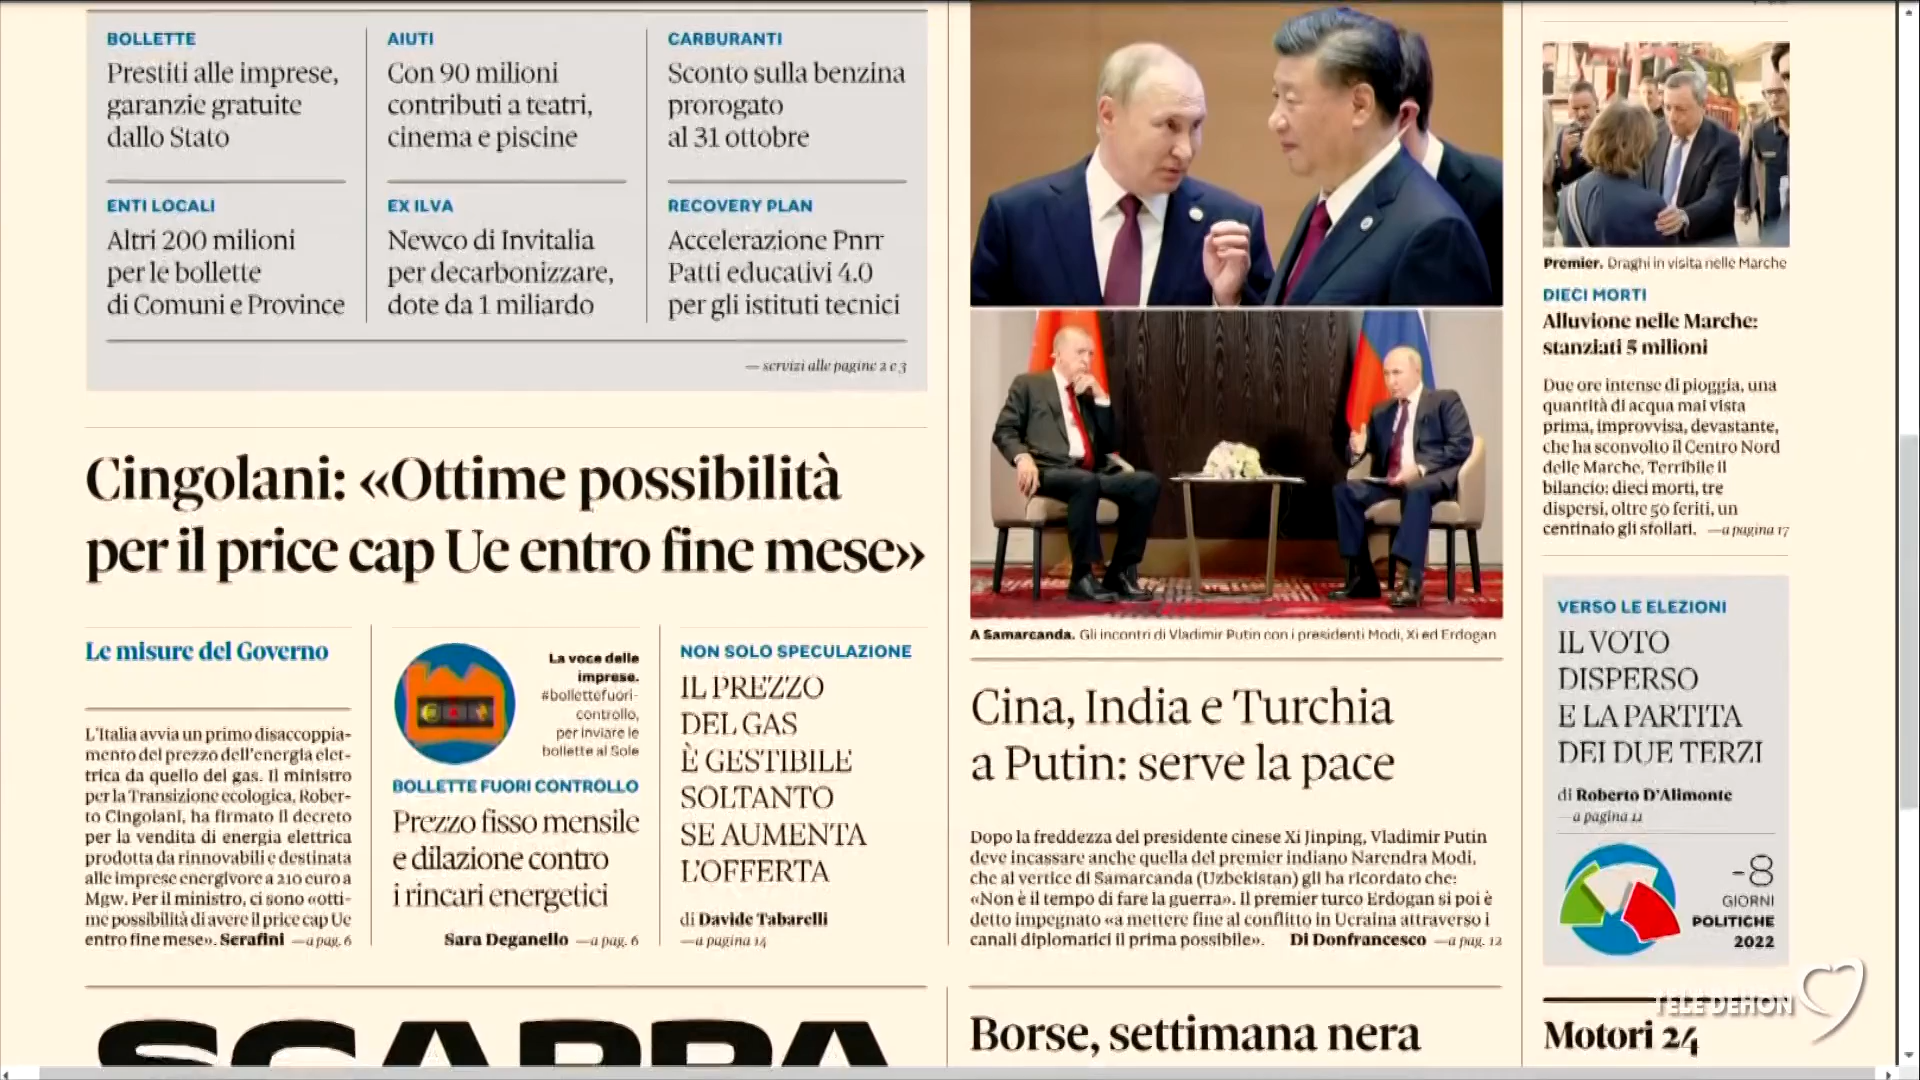 BOLLETTE
Prestiti alle imprese,
garanzie gratuite
dallo Stato
AIUTI
Con 90 milioni
contributi a teatri,
cinema e piscine
CARBURANTI
Sconto sulla benzina
prorogato
al 31 ottobre
ENTI LOCALI
Altri 200 milioni
per le bollette
di Comuni e Province
EX ILVA
Newco di Invitalia
per decarbonizzare,
dote da 1 miliardo
RECOVERY PLAN
Accelerazione Pnrr
Patti educativi 4.0
per gli istituti tecnici
— servizi alle pagine 2 e 3
Cingolani: «Ottime possibilità
per il price cap Ue entro fine mese»
Le misure del Governo
L'Italia avvia un primo disaccoppia-
mento del prezzo dell'energia elet-
trica da quello del gas. Il ministro
per la Transizione ecologica, Rober-
to Cingolani, ha firmato il decreto
per la vendita di energia elettrica
prodotta da rinnovabili e destinata
alle imprese energivore a 210 euro a
Mgw. Per il ministro, ci sono «otti-
me possibilità di avere il price cap Ue
entro fine mese». Serafini —a pag. 6
La voce delle
imprese.
#bollettefuori-
controllo,
per inviare le
bollette al Sole
BOLLETTE FUORI CONTROLLO
Prezzo fisso mensile
e dilazione contro
i rincari energetici
Sara Deganello —a pag. 6
NON SOLO SPECULAZIONE
IL PREZZO
DEL GAS
È GESTIBILE
SOLTANTO
SE AUMENTA
L'OFFERTA
di Davide Tabarelli
—a pagina 14
SCAPPA
A Samarcanda. Gli incontri di Vladimir Putin con i presidenti Modi, Xi ed Erdogan
Cina, India e Turchia
a Putin: serve la pace
Dopo la freddezza del presidente cinese Xi Jinping, Vladimir Putin
deve incassare anche quella del premier indiano Narendra Modi,
che al vertice di Samarcanda (Uzbekistan) gli ha ricordato che:
«Non è il tempo di fare la guerra». Il premier turco Erdogan si poi è
detto impegnato «a mettere fine al conflitto in Ucraina attraverso i
canali diplomatici il prima possibile». Di Donfrancesco —a pag. 12
Borse, settimana nera
Premier. Draghi in visita nelle Marche
DIECI MORTI
Alluvione nelle Marche:
stanziati 5 milioni
Due ore intense di pioggia, una
quantità di acqua mai vista
prima, improvvisa, devastante,
che ha sconvolto il Centro Nord
delle Marche. Terribile il
bilancio: dieci morti, tre
dispersi, oltre 50 feriti, un
centinaio gli sfollati. —a pagina 17
VERSO LE ELEZIONI
IL VOTO
DISPERSO
E LA PARTITA
DEI DUE TERZI
di Roberto D'Alimonte
—a pagina 11
-8
GIORNI
POLITICHE
2022
TELE DEHON
Motori 24